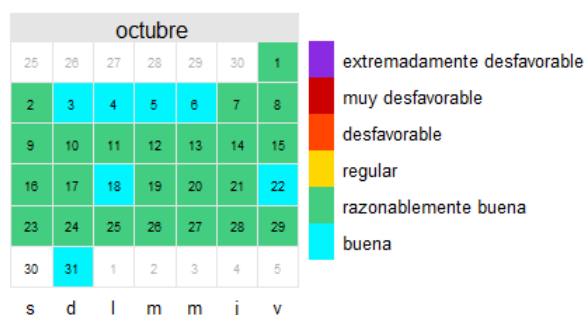 octubre
25 26 27 28 29 30 1
2 3 4 5 6 7 8
9 10 11 12 13 14 15
16 17 18 19 20 21 22
23 24 25 26 27 28 29
30 31 1 2 3 4 5
s d l m m j v
extremadamente desfavorable
muy desfavorable
desfavorable
regular
razonablemente buena
buena